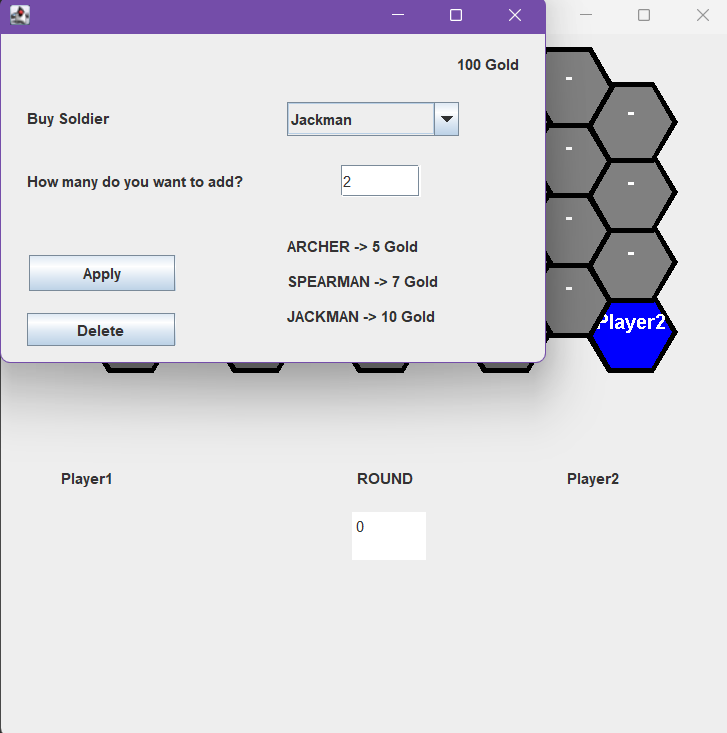 100 Gold
Buy Soldier
Jackman
How many do you want to add?
2
ARCHER -> 5 Gold
Apply
SPEARMAN -> 7 Gold
JACKMAN -> 10 Gold
Delete
-
-
-
-
-
-
-
Player2
Player1
ROUND
Player2
0